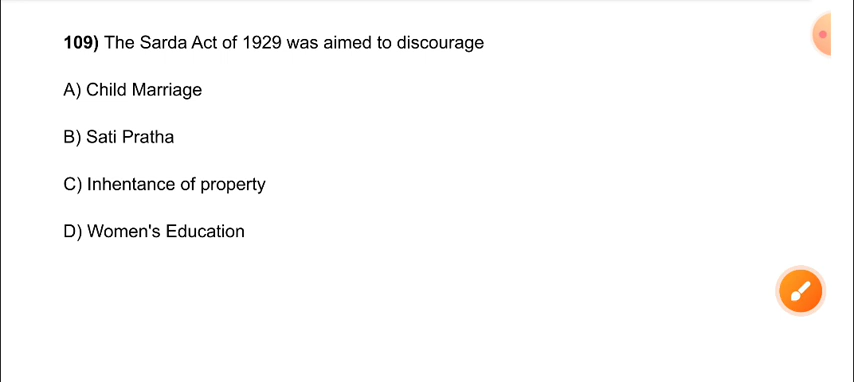 109) The Sarda Act of 1929 was aimed to discourage
A) Child Marriage
B) Sati Pratha
C) Inhentance of property
D) Women's Education